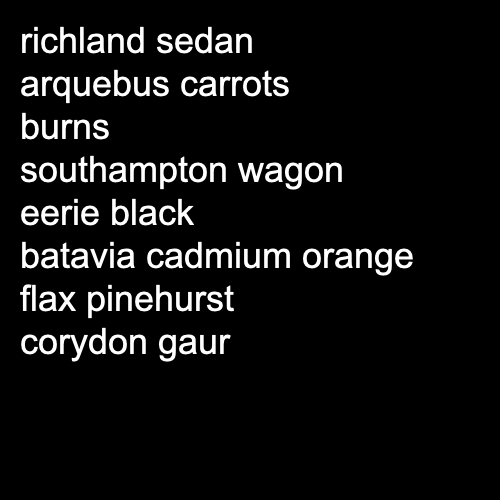 richland sedan
arquebus carrots
burns
southampton wagon
eerie black
batavia cadmium orange
flax pinehurst
corydon gaur